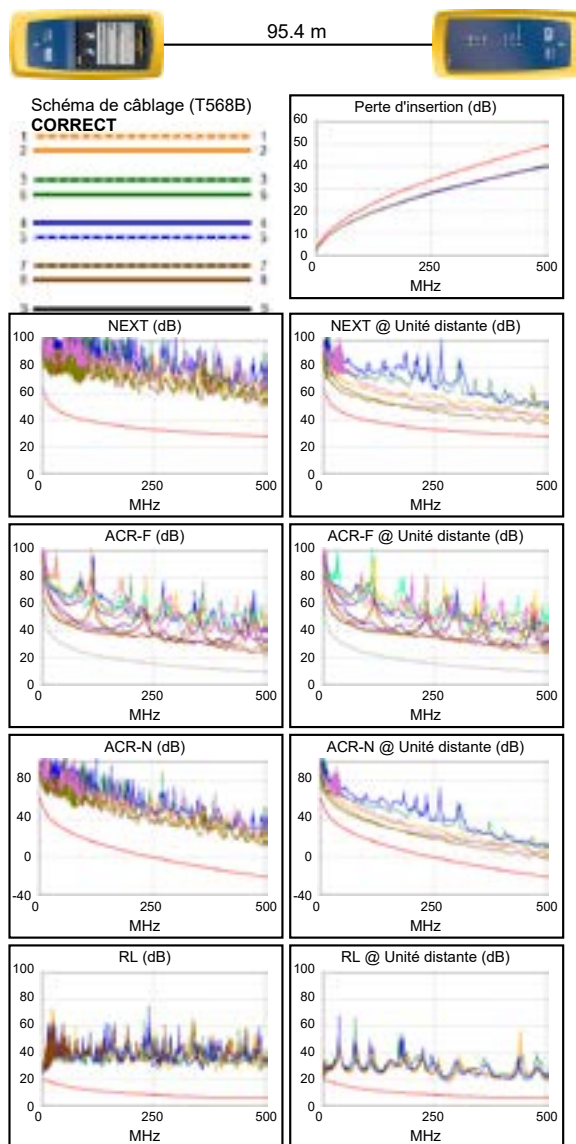 95.4 m
Schéma de câblage (T568B)
CORRECT
1 1
2 2
3 3
6 6
4 4
5 5
7 7
8 8
S S
Perte d'insertion (dB)
60
50
40
30
20
10
0
0 250 500
MHz
NEXT (dB)
100
80
60
40
20
0
0 250 500
MHz
NEXT @ Unité distante (dB)
100
80
60
40
20
0
0 250 500
MHz
ACR-F (dB)
100
80
60
40
20
0
0 250 500
MHz
ACR-F @ Unité distante (dB)
100
80
60
40
20
0
0 250 500
MHz
ACR-N (dB)
80
40
0
-40
0 250 500
MHz
ACR-N @ Unité distante (dB)
80
40
0
-40
0 250 500
MHz
RL (dB)
100
80
60
40
20
0
0 250 500
MHz
RL @ Unité distante (dB)
100
80
60
40
20
0
0 250 500
MHz